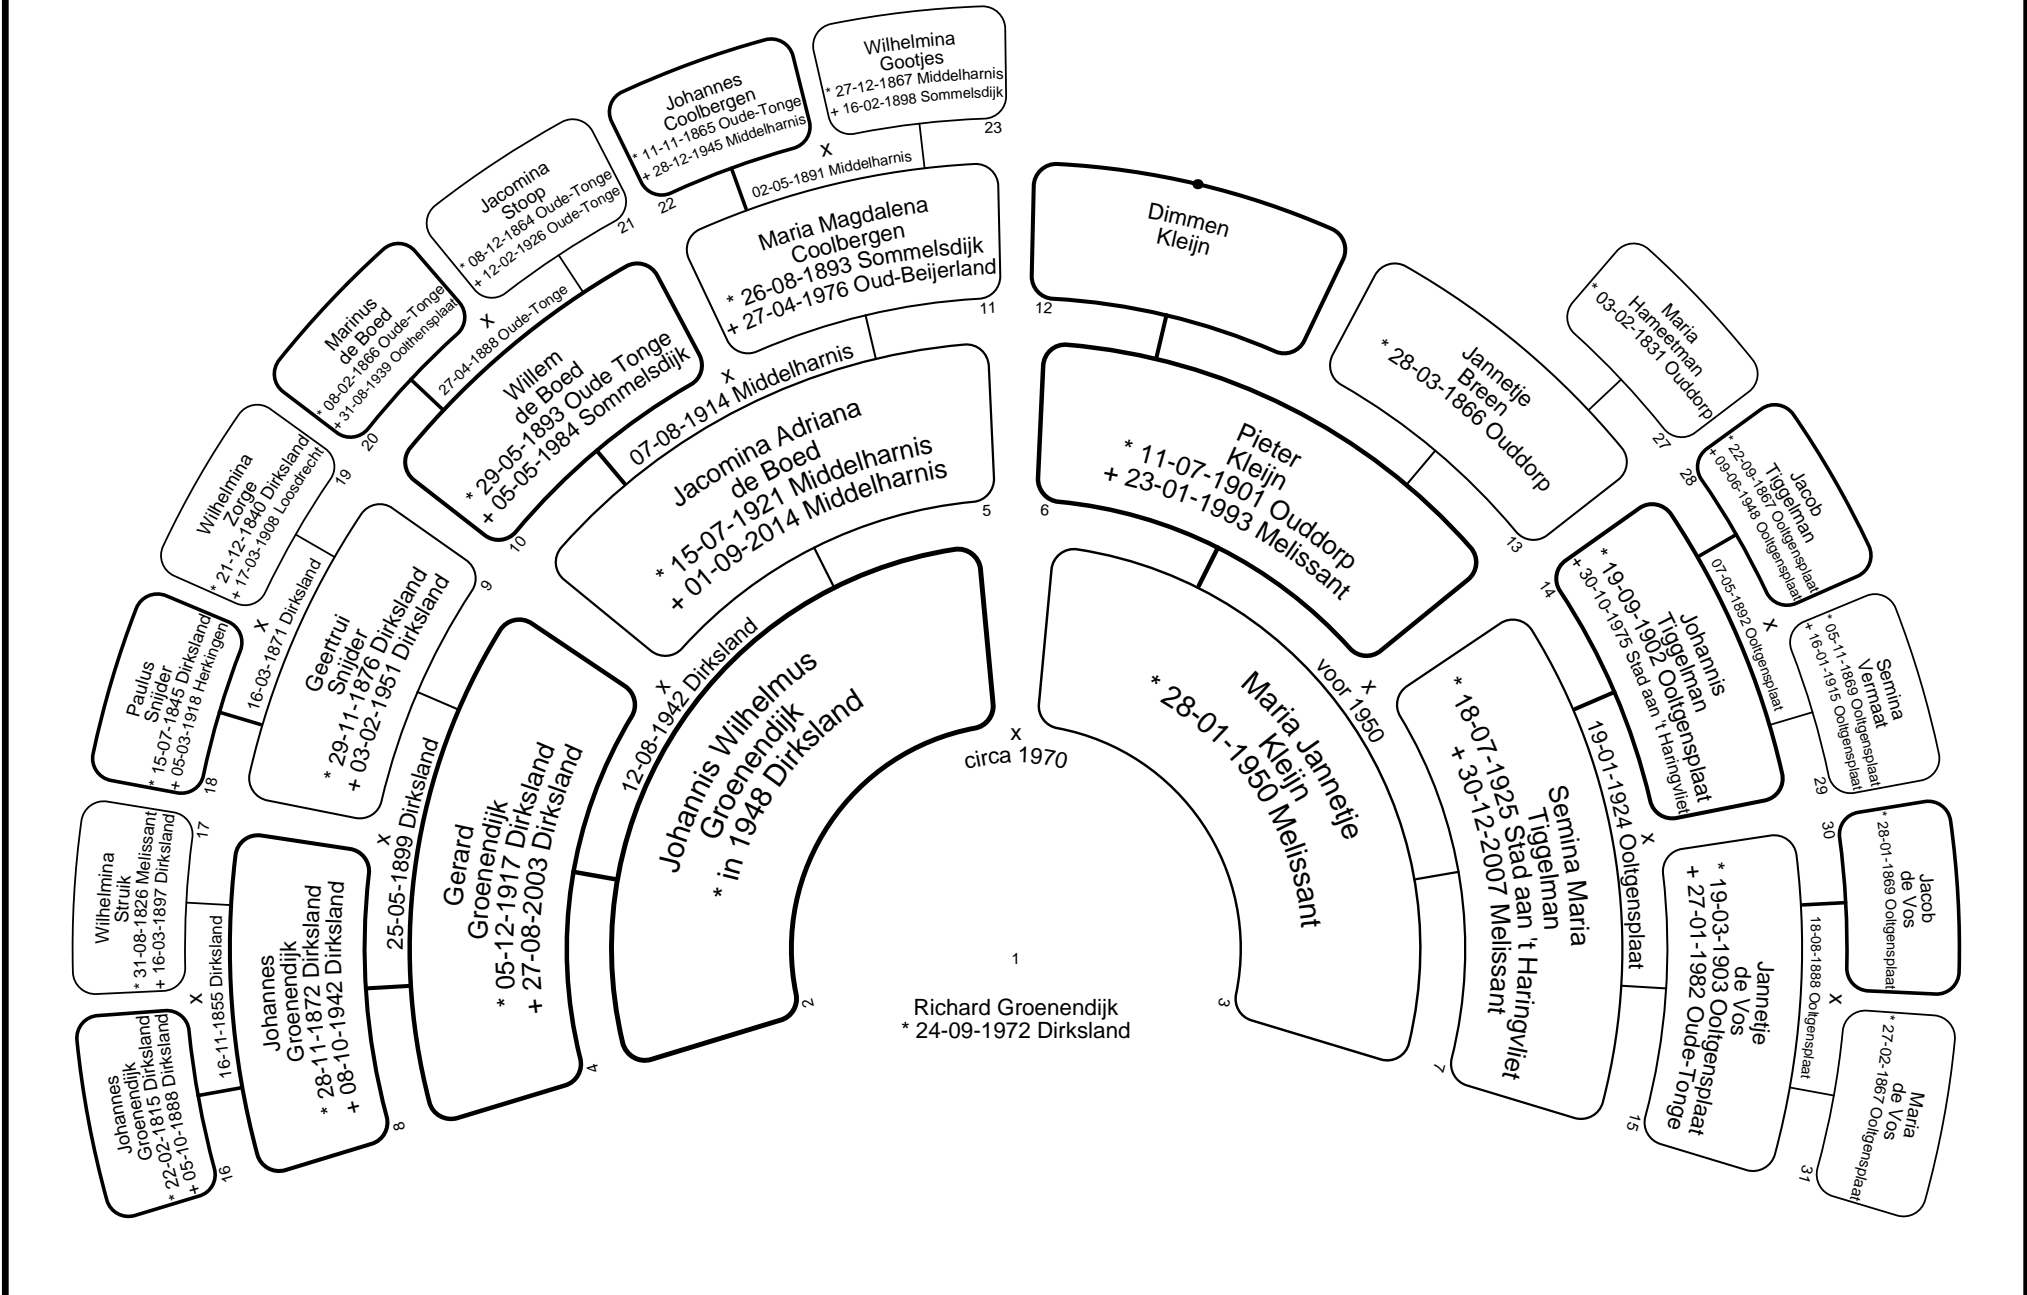 1
Richard Groenendijk
* 24-09-1972 Dirksland
2
Johannis Wilhelmus
Groenendijk
* in 1948 Dirksland
x
circa 1970
3
Maria Jannetje
Kleijn
* 28-01-1950 Melissant
4
Gerard
Groenendijk
* 05-12-1917 Dirksland
+ 27-08-2003 Dirksland
x
12-08-1942 Dirksland
5
Jacomina Adriana
de Boed
* 15-07-1921 Middelharnis
+ 01-09-2014 Middelharnis
6
Pieter
Kleijn
* 11-07-1901 Ouddorp
+ 23-01-1993 Melissant
x
voor 1950
7
Semina Maria
Tiggelman
* 18-07-1925 Stad aan 't Haringvliet
+ 30-12-2007 Melissant
8
Johannes
Groenendijk
* 28-11-1872 Dirksland
+ 08-10-1942 Dirksland
x
25-05-1899 Dirksland
9
Geertrui
Snijder
* 29-11-1876 Dirksland
+ 03-02-1951 Dirksland
10
Willem
de Boed
* 29-05-1893 Oude Tonge
+ 05-05-1984 Sommelsdijk
x
07-08-1914 Middelharnis
11
Maria Magdalena
Coolbergen
* 26-08-1893 Sommelsdijk
+ 27-04-1976 Oud-Beijerland
12
Dimmen
Kleijn
13
Jannetje
Breen
* 28-03-1866 Ouddorp
14
Johannis
Tiggelman
* 19-09-1902 Ooltgensplaat
+ 30-10-1975 Stad aan 't Haringvliet
x
19-01-1924 Ooltgensplaat
15
Jannetje
de Vos
* 19-03-1903 Ooltgensplaat
+ 27-01-1982 Oude-Tonge
16
Johannes
Groenendijk
* 22-02-1815 Dirksland
+ 05-10-1888 Dirksland
x
16-11-1855 Dirksland
17
Wilhelmina
Struik
* 31-08-1826 Melissant
+ 16-03-1897 Dirksland
18
Paulus
Snijder
* 15-07-1845 Dirksland
+ 05-03-1918 Herkingen
x
16-03-1871 Dirksland
19
Wilhelmina
Zorge
* 21-12-1840 Dirksland
+ 17-03-1908 Loosdrecht
20
Marinus
de Boed
* 08-02-1866 Oude-Tonge
+ 31-08-1939 Oolthensplaat
x
27-04-1888 Oude-Tonge
21
Jacomina
Stoop
* 08-12-1864 Oude-Tonge
+ 12-02-1926 Oude-Tonge
22
Johannes
Coolbergen
* 11-11-1865 Oude-Tonge
+ 28-12-1945 Middelharnis
x
02-05-1891 Middelharnis
23
Wilhelmina
Gootjes
* 27-12-1867 Middelharnis
+ 16-02-1898 Sommelsdijk
27
Maria
Hameetman
* 03-02-1831 Ouddorp
28
Jacob
Tiggelman
* 22-09-1867 Ooltgensplaat
+ 09-06-1948 Ooltgensplaat
x
07-05-1892 Ooltgensplaat
29
Semina
Vermaat
* 05-11-1869 Ooltgensplaat
+ 16-01-1915 Ooltgensplaat
30
Jacob
de Vos
* 28-01-1869 Ooltgensplaat
x
18-08-1888 Ooltgensplaat
31
Maria
de Vos
* 27-02-1867 Ooltgensplaat